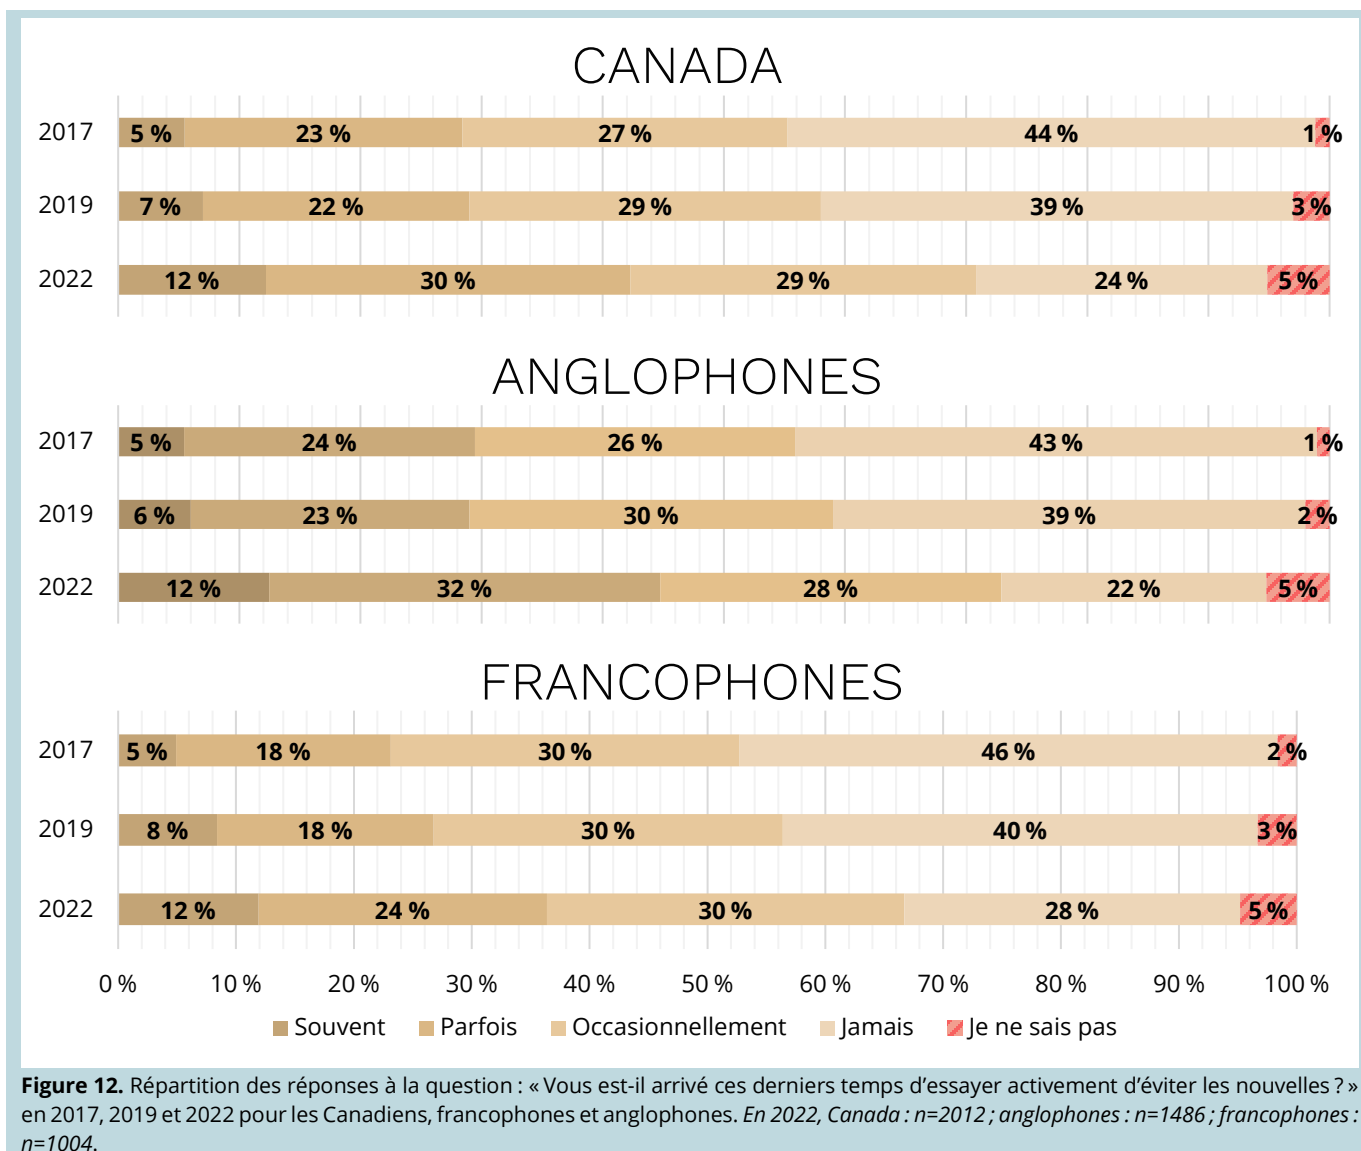 CANADA
2017 5 % 23 % 27 % 44 % 1 %
2019 7 % 22 % 29 % 39 % 3 %
2022 12 % 30 % 29 % 24 % 5 %
ANGLOPHONES
2017 5 % 24 % 26 % 43 % 1 %
2019 6 % 23 % 30 % 39 % 2 %
2022 12 % 32 % 28 % 22 % 5 %
FRANCOPHONES
2017 5 % 18 % 30 % 46 % 2 %
2019 8 % 18 % 30 % 40 % 3 %
2022 12 % 24 % 30 % 28 % 5 %
0 % 10 % 20 % 30 % 40 % 50 % 60 % 70 % 80 % 90 % 100 %
Souvent Parfois Occasionnellement Jamais Je ne sais pas
Figure 12. Répartition des réponses à la question : « Vous est-il arrivé ces derniers temps d’essayer activement d’éviter les nouvelles ? »
en 2017, 2019 et 2022 pour les Canadiens, francophones et anglophones. En 2022, Canada : n=2012 ; anglophones : n=1486 ; francophones :
n=1004.